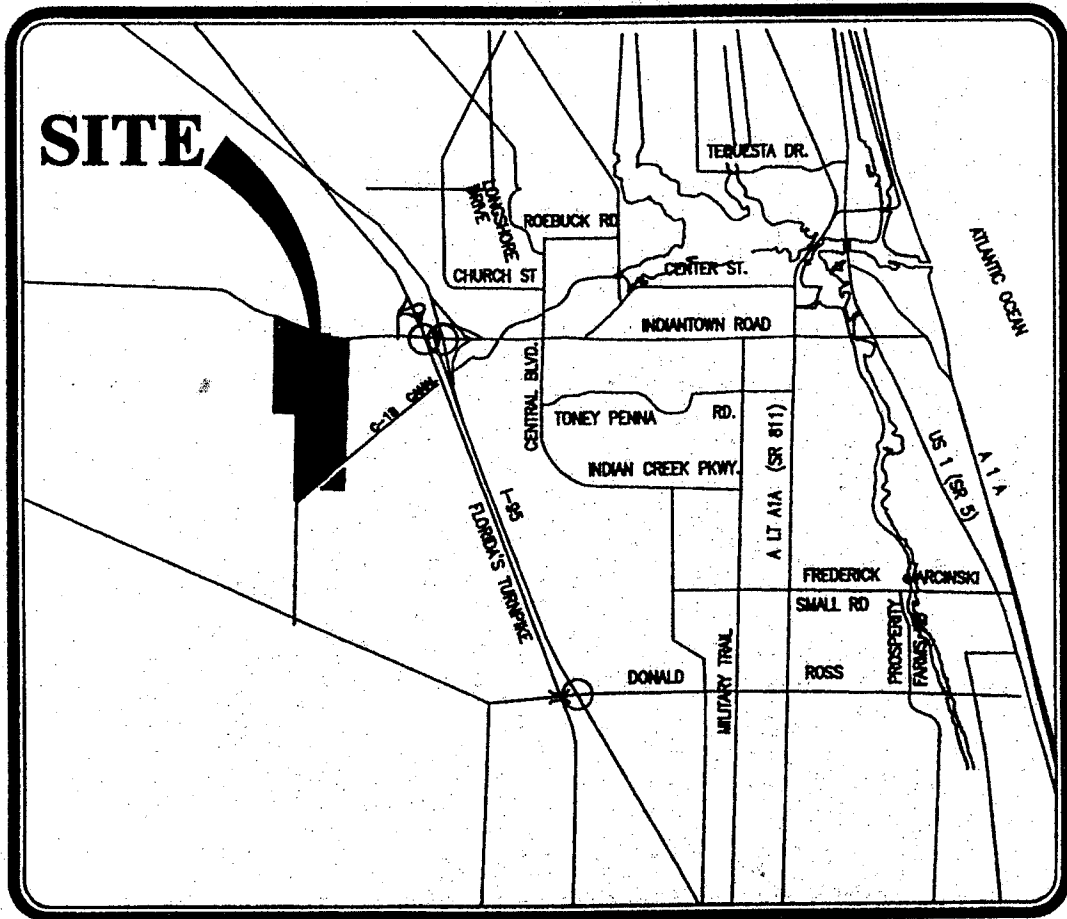 SITE
TEQUESTA DR.
LONGSHORE
DRIVE
ROEBUCK RD
CHURCH ST
CENTER ST.
ATLANTIC OCEAN
INDIANTOWN ROAD
CENTRAL BLVD.
C-18 CANAL
TONEY PENNA RD.
INDIAN CREEK PKWY.
A LT A1A (SR 811)
US 1 (SR 5)
A 1 A
I-95
FLORIDA'S TURNPIKE
FREDERICK
SMALL RD
MILITARY TRAIL
PROSPERITY
FARMS RD
DONALD ROSS